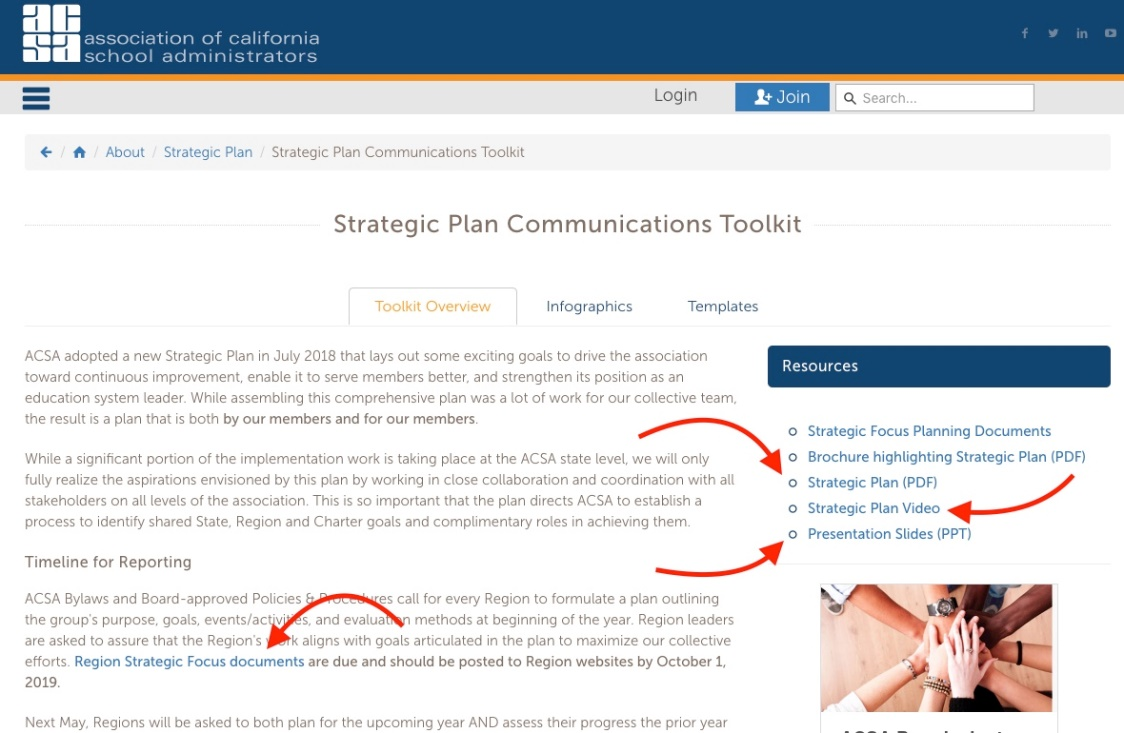 acsa
association of california
school administrators
Login
Join
Search...
/ / About / Strategic Plan / Strategic Plan Communications Toolkit
Strategic Plan Communications Toolkit
Toolkit Overview
Infographics
Templates
ACSA adopted a new Strategic Plan in July 2018 that lays out some exciting goals to drive the association
toward continuous improvement, enable it to serve members better, and strengthen its position as an
education system leader. While assembling this comprehensive plan was a lot of work for our collective team,
the result is a plan that is both by our members and for our members.
While a significant portion of the implementation work is taking place at the ACSA state level, we will only
fully realize the aspirations envisioned by this plan by working in close collaboration and coordination with all
stakeholders on all levels of the association. This is so important that the plan directs ACSA to establish a
process to identify shared State, Region and Charter goals and complimentary roles in achieving them.
Timeline for Reporting
ACSA Bylaws and Board-approved Policies & Procedures call for every Region to formulate a plan outlining
the group's purpose, goals, events/activities, and evaluation methods at beginning of the year. Region leaders
are asked to assure that the Region's work aligns with goals articulated in the plan to maximize our collective
efforts. Region Strategic Focus documents are due and should be posted to Region websites by October 1,
2019.
Next May, Regions will be asked to both plan for the upcoming year AND assess their progress the prior year
Resources
Strategic Focus Planning Documents
Brochure highlighting Strategic Plan (PDF)
Strategic Plan (PDF)
Strategic Plan Video
Presentation Slides (PPT)